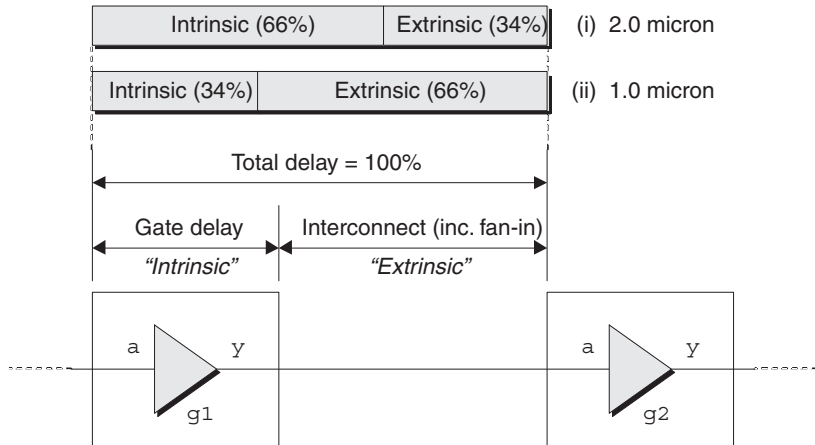 Intrinsic (66%) Extrinsic (34%) (i) 2.0 micron
Intrinsic (34%) Extrinsic (66%) (ii) 1.0 micron
Total delay = 100%
Gate delay Interconnect (inc. fan-in)
“Intrinsic” “Extrinsic”
a y a y
g1 g2